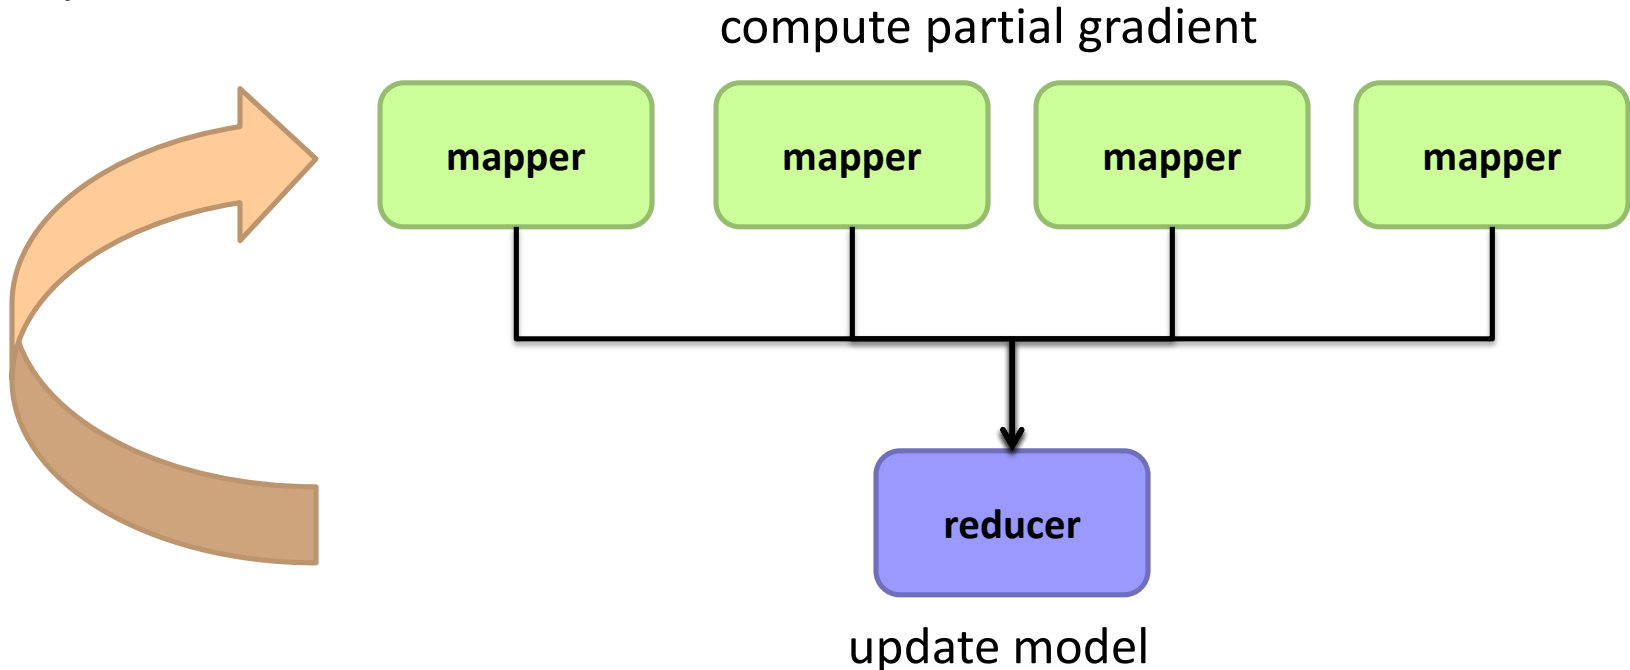 compute partial gradient
mapper mapper mapper mapper
reducer
update model